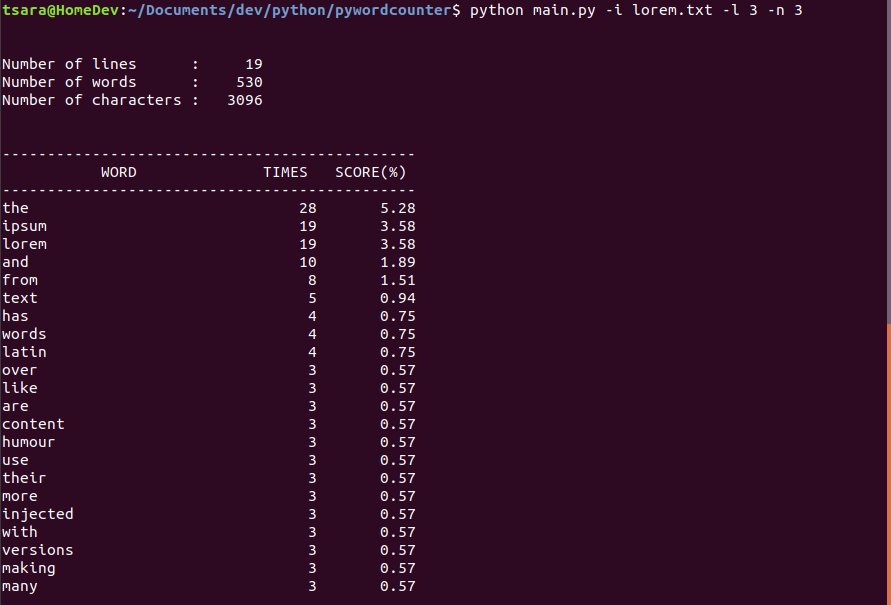 tsara@HomeDev:~/Documents/dev/python/pywordcounter$ python main.py -i lorem.txt -l 3 -n 3
Number of lines      :     19
Number of words      :    530
Number of characters :   3096
----------------------------------------------
           WORD              TIMES   SCORE(%)
----------------------------------------------
the                              28       5.28
ipsum                            19       3.58
lorem                            19       3.58
and                              10       1.89
from                              8       1.51
text                              5       0.94
has                               4       0.75
words                             4       0.75
latin                             4       0.75
over                              3       0.57
like                              3       0.57
are                               3       0.57
content                           3       0.57
humour                            3       0.57
use                               3       0.57
their                             3       0.57
more                              3       0.57
injected                          3       0.57
with                              3       0.57
versions                          3       0.57
making                            3       0.57
many                              3       0.57